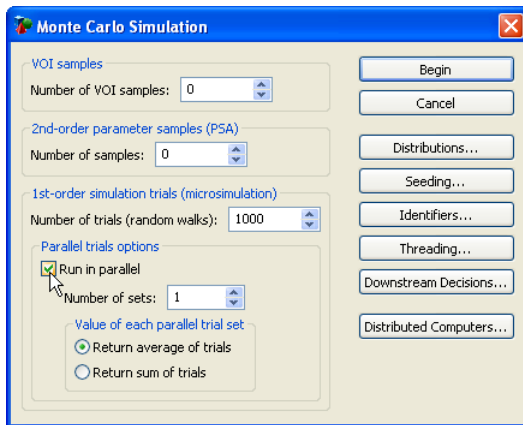 Monte Carlo Simulation
VOI samples
Number of VOI samples: 0
2nd-order parameter samples (PSA)
Number of samples: 0
1st-order simulation trials (microsimulation)
Number of trials (random walks): 1000
Parallel trials options
Run in parallel
Number of sets: 1
Value of each parallel trial set
Return average of trials
Return sum of trials
Begin
Cancel
Distributions...
Seeding...
Identifiers...
Threading...
Downstream Decisions...
Distributed Computers...